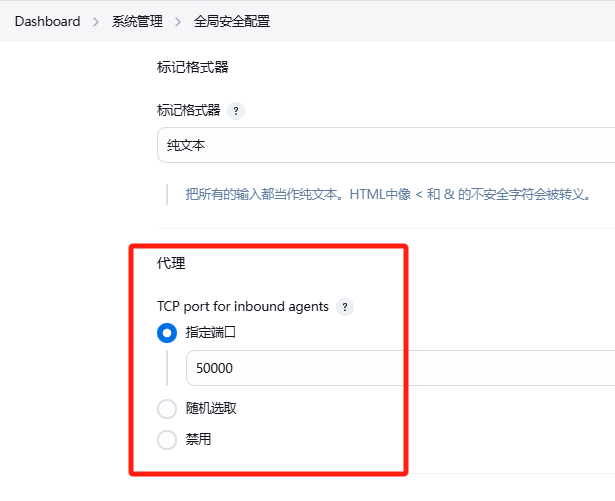 Dashboard > 系统管理 > 全局安全配置
标记格式器
标记格式器 ?
纯文本
把所有的输入都当作纯文本。HTML中像 < 和 & 的不安全字符会被转义。
代理
TCP port for inbound agents ?
指定端口
50000
随机选取
禁用